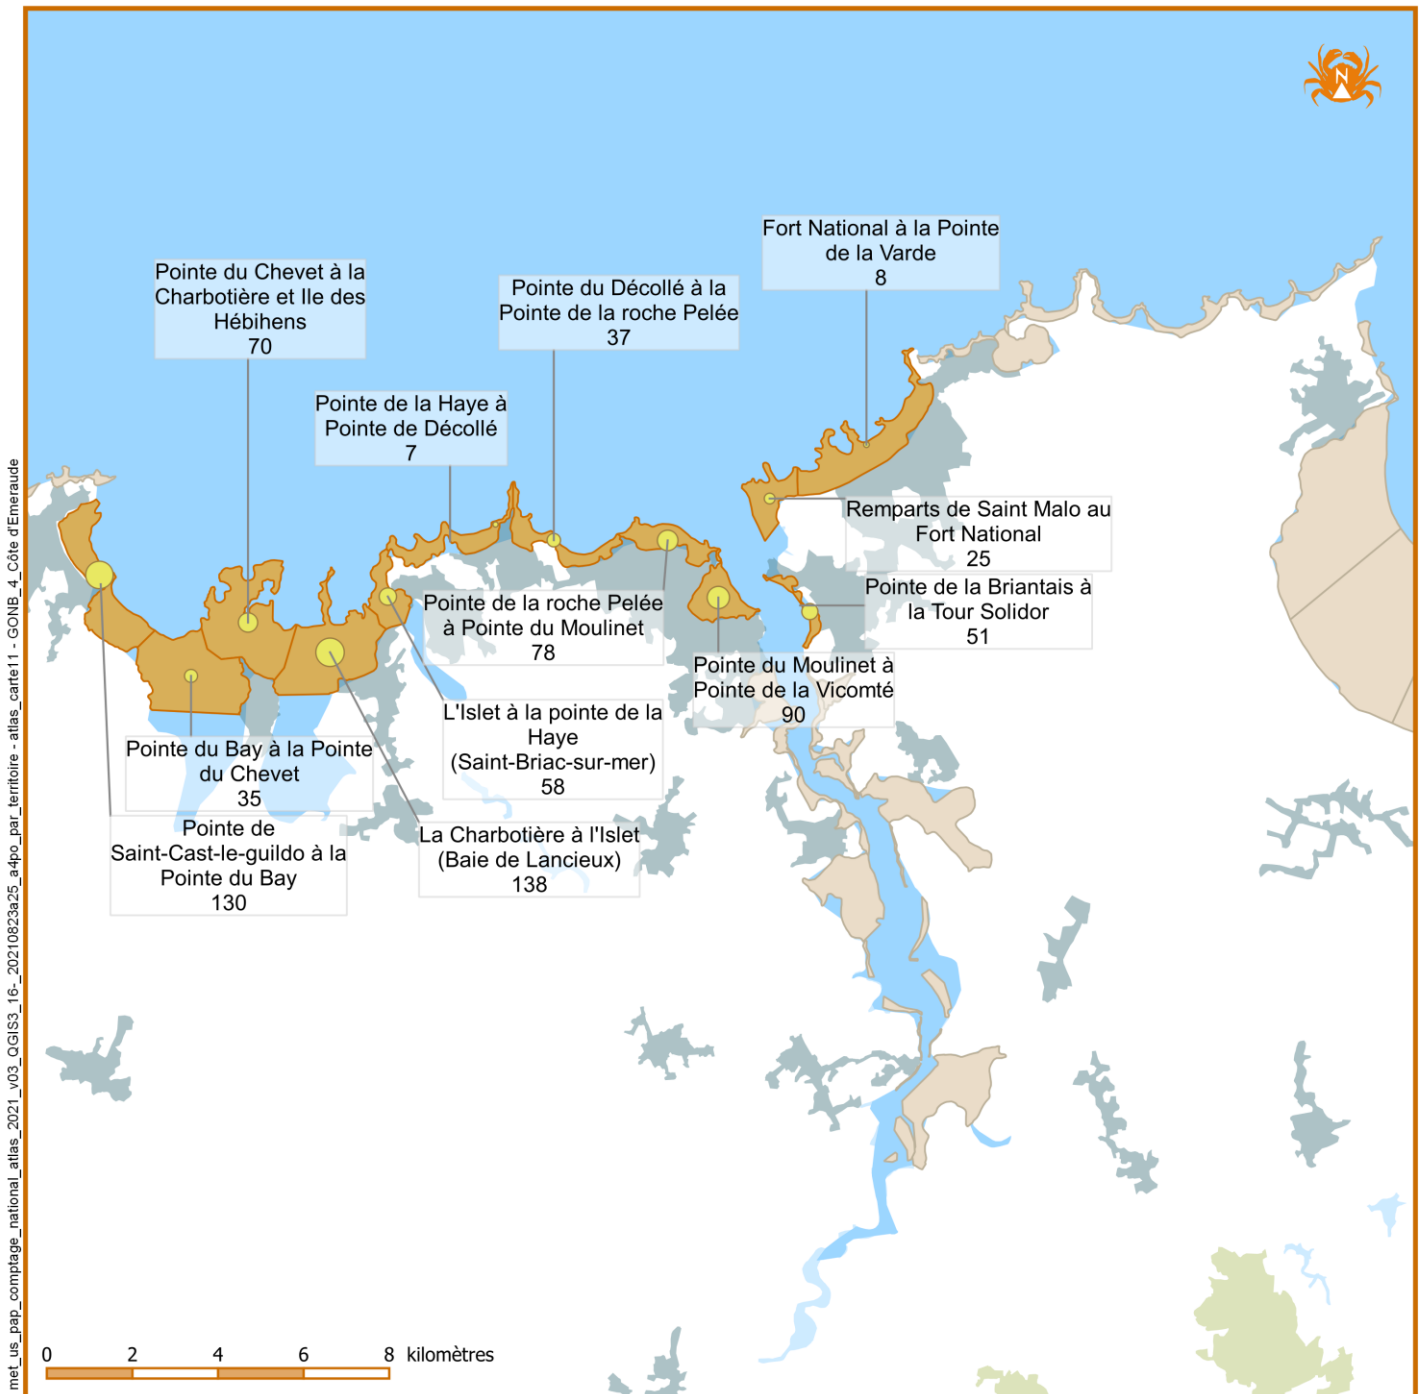 N
Fort National à la Pointe
de la Varde
8
Pointe du Chevet à la
Charbotière et Ile des
Hébihens
70
Pointe du Décollé à la
Pointe de la roche Pelée
37
Pointe de la Haye à
Pointe de Décollé
7
Remparts de Saint Malo au
Fort National
25
Pointe de la Briantais à
la Tour Solidor
51
Pointe de la roche Pelée
à Pointe du Moulinet
78
Pointe du Moulinet à
Pointe de la Vicomté
90
L'Islet à la pointe de la
Haye
(Saint-Briac-sur-mer)
58
Pointe du Bay à la Pointe
du Chevet
35
Pointe de
Saint-Cast-le-guildo à la
Pointe du Bay
130
La Charbotière à l'Islet
(Baie de Lancieux)
138
met_us_pap_comptage_national_atlas_2021_v03_QGIS3_16-_20210823a25_a4po_par_territoire - atlas_carte11 - GONB_4_Côte d'Emeraude
0 2 4 6 8 kilomètres